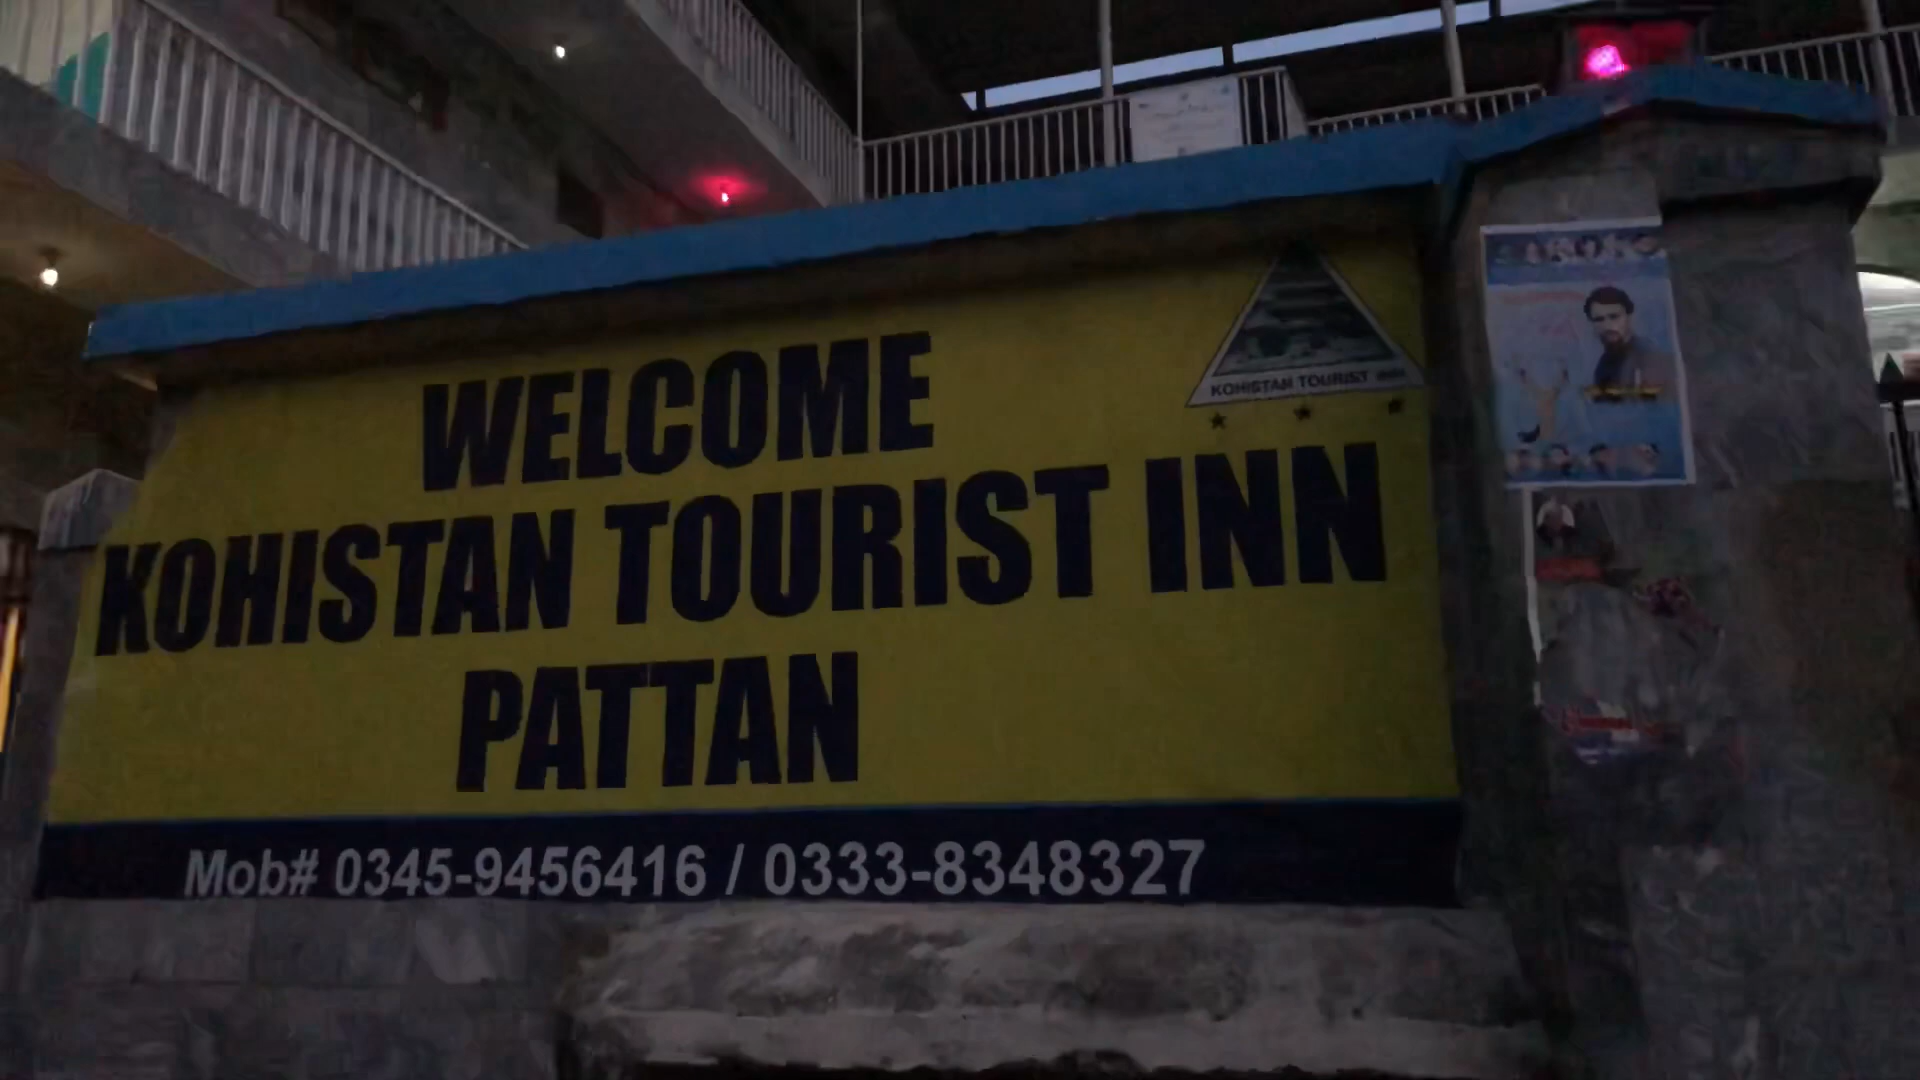 WELCOME
KOHISTAN TOURIST INN
PATTAN
Mob# 0345-9456416 / 0333-8348327
KOHISTAN TOURIST INN